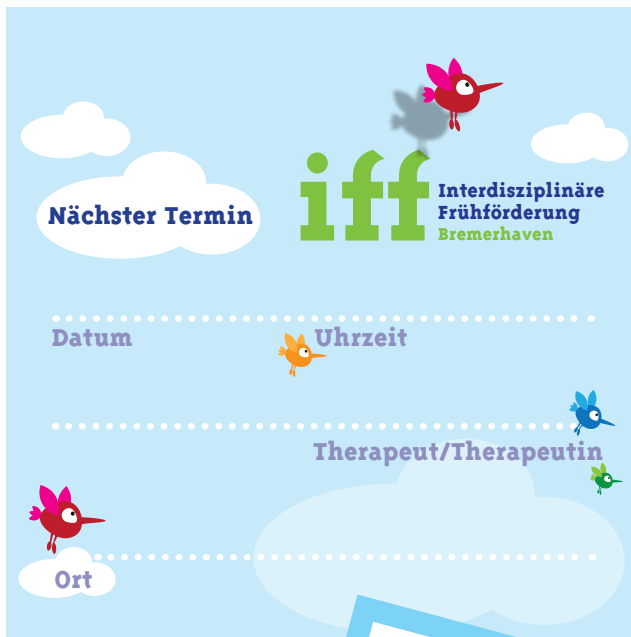 Nächster Termin
iff
Interdisziplinäre
Frühförderung
Bremerhaven
Datum
Uhrzeit
Therapeut/Therapeutin
Ort